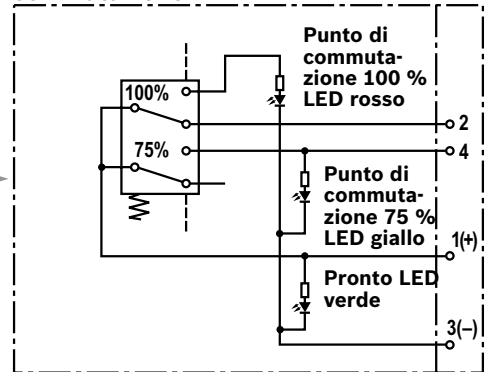 Punto di
commuta-
zione 100 %
LED rosso
100%
75%
2
4
Punto di
commuta-
zione 75 %
LED giallo
1(+)
Pronto LED
verde
3(–)